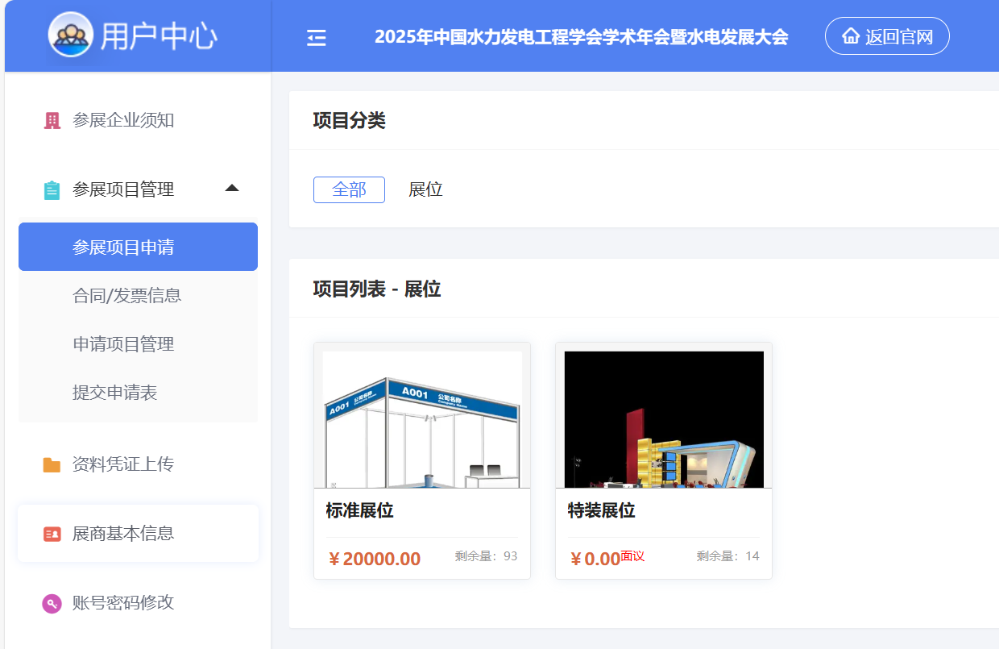 用户中心
2025年中国水力发电工程学会学术年会暨水电发展大会
返回官网
参展企业须知
参展项目管理
参展项目申请
合同/发票信息
申请项目管理
提交申请表
资料凭证上传
展商基本信息
账号密码修改
项目分类
全部
展位
项目列表 - 展位
A001 公司名称
Company Name
A001 公司名称
Company Name
标准展位
¥20000.00
剩余量：93
特装展位
¥0.00面议
剩余量：14